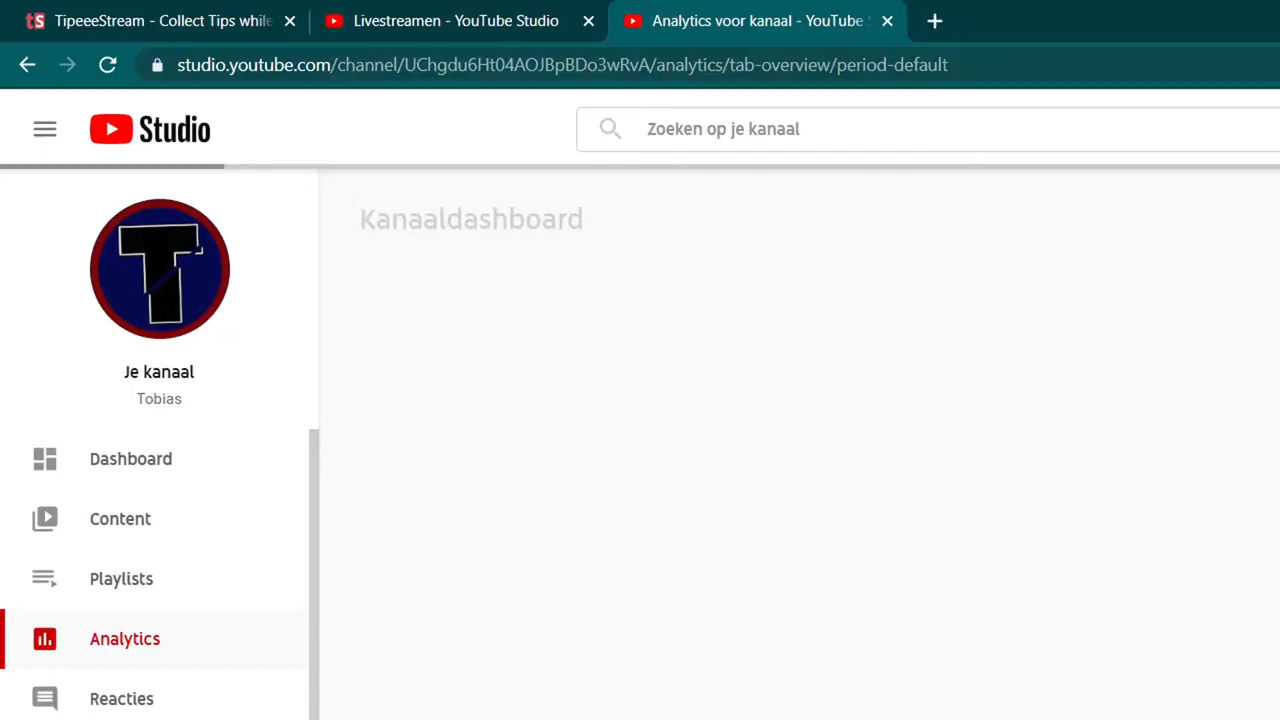 TipeeeStream - Collect Tips while
Livestreamen - YouTube Studio
Analytics voor kanaal - YouTube S
studio.youtube.com/channel/UChgdu6Ht04AOJBpBDo3wRvA/analytics/tab-overview/period-default
Studio
Zoeken op je kanaal
Kanaaldashboard
T
Je kanaal
Tobias
Dashboard
Content
Playlists
Analytics
Reacties